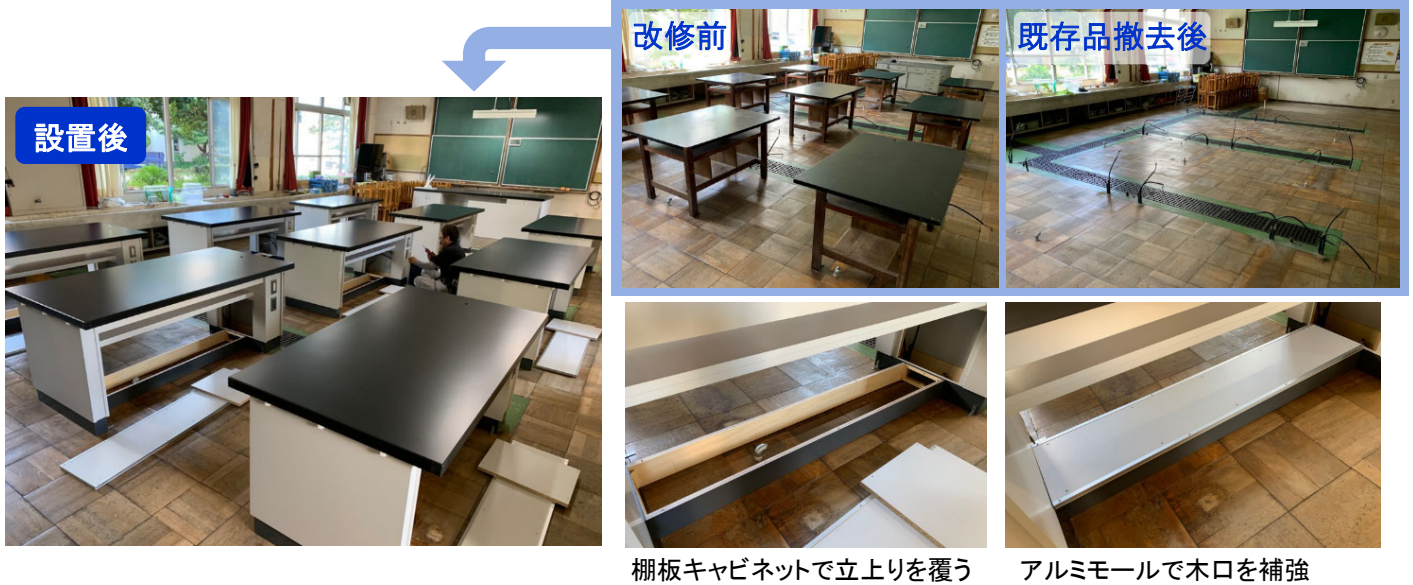 改修前
既存品撤去後
設置後
棚板キャビネットで立上りを覆う
アルミモールで木口を補強